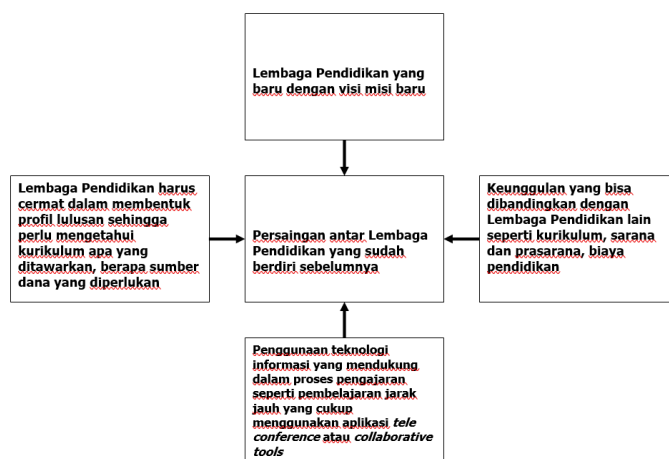 Lembaga Pendidikan yang
baru dengan visi misi baru
Lembaga Pendidikan harus
cermat dalam membentuk
profil lulusan sehingga
perlu mengetahui
kurikulum apa yang
ditawarkan, berapa sumber
dana yang diperlukan
Persaingan antar Lembaga
Pendidikan yang sudah
berdiri sebelumnya
Keunggulan yang bisa
dibandingkan dengan
Lembaga Pendidikan lain
seperti kurikulum, sarana
dan prasarana, biaya
pendidikan
Penggunaan teknologi
informasi yang mendukung
dalam proses pengajaran
seperti pembelajaran jarak
jauh yang cukup
menggunakan aplikasi tele
conference atau collaborative
tools